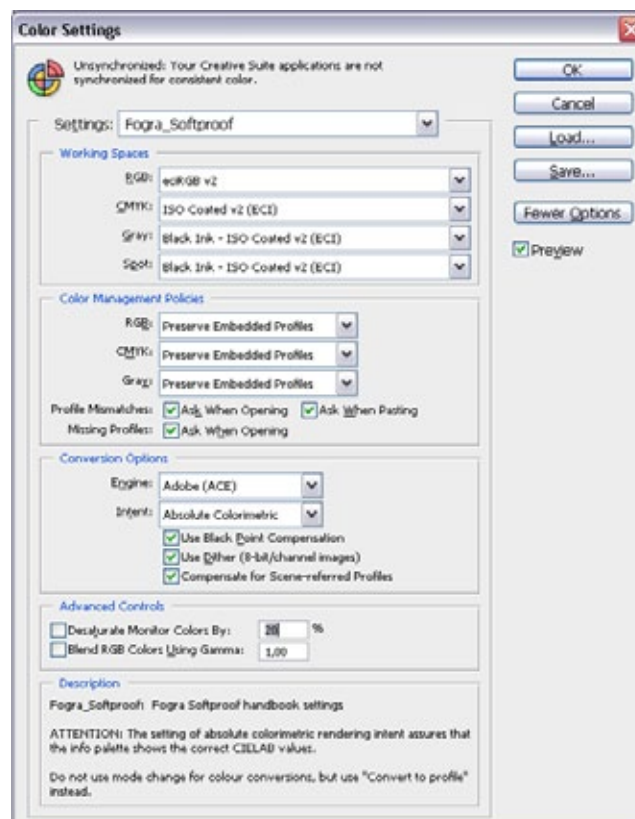 Color Settings
Unsynchronized: Your Creative Suite applications are not
synchronized for consistent color.
OK
Cancel
Load...
Save...
Fewer Options
Preview
Settings: Fogra_Softproof
Working Spaces
RGB: eciRGB v2
CMYK: ISO Coated v2 (ECI)
Gray: Black Ink - ISO Coated v2 (ECI)
Spot: Black Ink - ISO Coated v2 (ECI)
Color Management Policies
RGB: Preserve Embedded Profiles
CMYK: Preserve Embedded Profiles
Gray: Preserve Embedded Profiles
Profile Mismatches: Ask When Opening Ask When Pasting
Missing Profiles: Ask When Opening
Conversion Options
Engine: Adobe (ACE)
Intent: Absolute Colorimetric
Use Black Point Compensation
Use Dither (8-bit/channel images)
Compensate for Scene-referred Profiles
Advanced Controls
Desaturate Monitor Colors By: 20 %
Blend RGB Colors Using Gamma: 1,00
Description
Fogra_Softproof: Fogra Softproof handbook settings
ATTENTION: The setting of absolute colorimetric rendering intent assures that
the info palette shows the correct CIELAB values.
Do not use mode change for colour conversions, but use "Convert to profile"
instead.